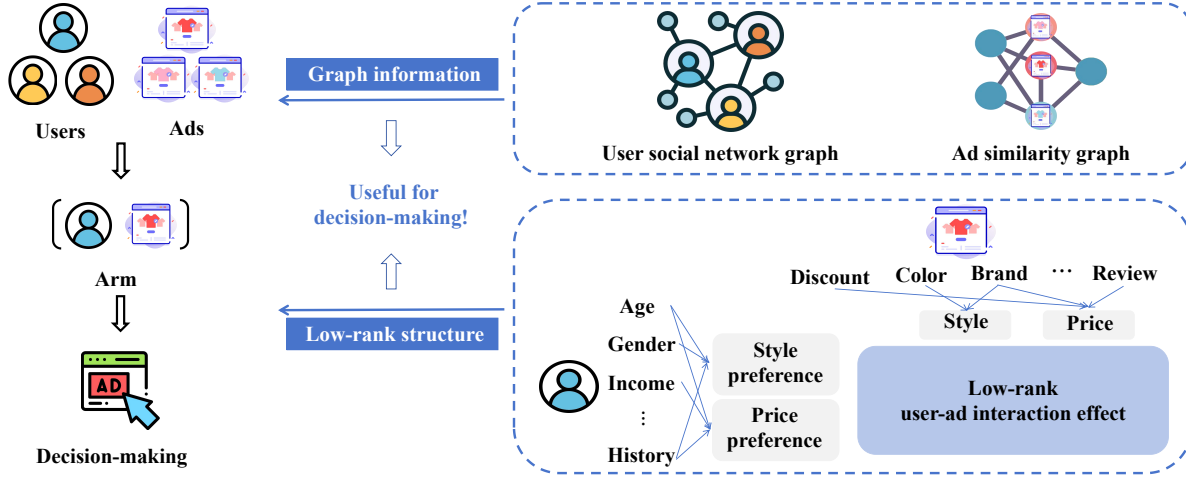 Users
Ads
Arm
AD
Decision-making
Graph information
Useful for
decision-making!
Low-rank structure
User social network graph
Ad similarity graph
Discount
Color
Brand
...
Review
Style
Price
Age
Gender
Income
⋮
History
Style
preference
Price
preference
Low-rank
user-ad interaction effect